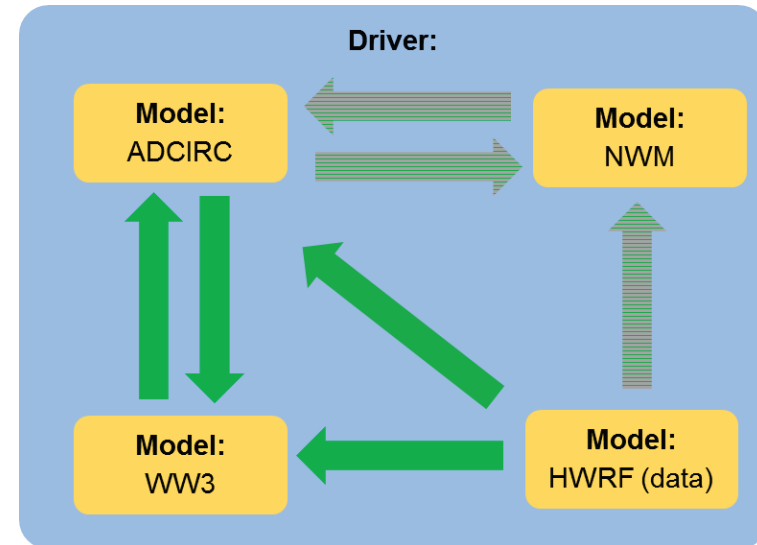 Driver:
Model:
ADCIRC
Model:
NWM
Model:
WW3
Model:
HWRF (data)